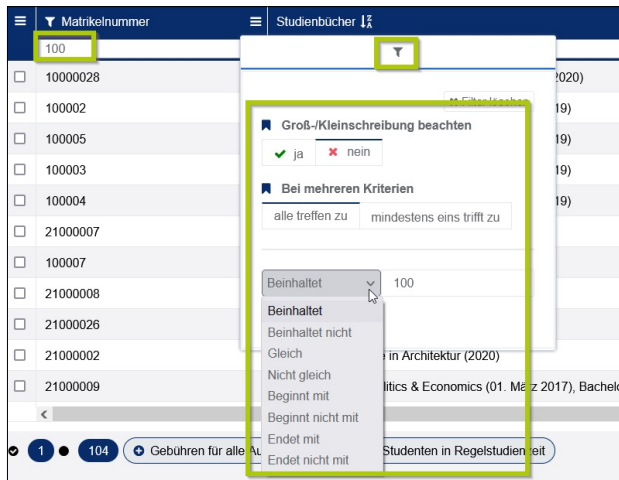 Matrikelnummer
Studienbücher
100
10000028
2020)
Filter löschen
100002
19)
Groß-/Kleinschreibung beachten
ja
nein
100005
19)
100003
19)
Bei mehreren Kriterien
100004
19)
alle treffen zu
mindestens eins trifft zu
21000007
100007
Beinhaltet
100
21000008
Beinhaltet
21000026
Beinhaltet nicht
Gleich
21000002
in Architektur (2020)
Nicht gleich
21000009
litics & Economics (01. März 2017), Bachel
Beginnt mit
Beginnt nicht mit
Endet mit
Endet nicht mit
1
104
Gebühren für alle Au
Studenten in Regelstudienzeit